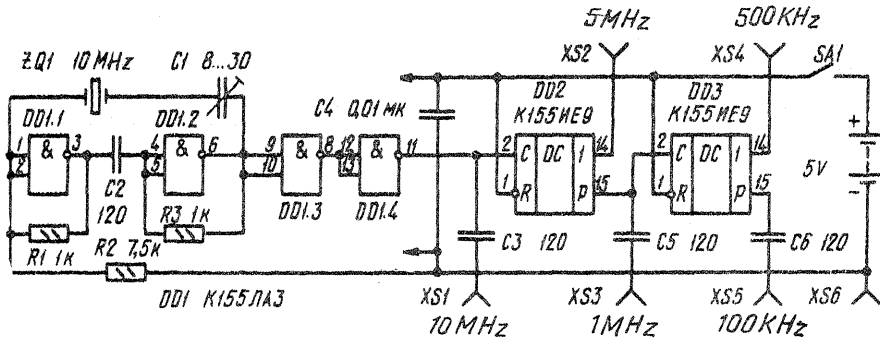 5MHz 500KHz
ZQ1 10MHz C1 8...30 XS2 XS4 SA1
DD1.1 DD1.2 C4 0,01 мк DD2 DD3
К155ИЕ9 К155ИЕ9
1 & 3 4 & 6 9 & 8 12 & 11 2 C DC 1 14 2 C DC 1 14 +
2 5 10 13 1 R P 15 1 R P 15 5V
C2 DD1.3 DD1.4 -
120 R3 1к
R1 1к R2 7,5к C3 120 C5 120 C6 120
DD1 К155ЛА3 XS1 XS3 XS5 XS6
10MHz 1MHz 100KHz